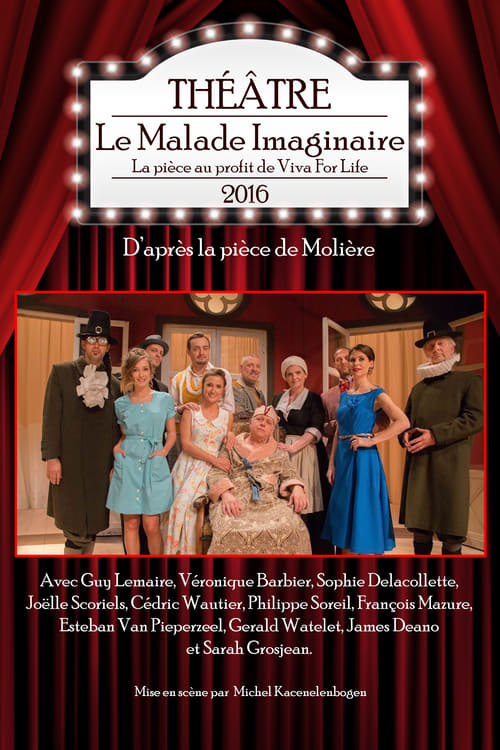 THÉÂTRE
Le Malade Imaginaire
La pièce au profit de Viva For Life
2016
D'après la pièce de Molière
Avec Guy Lemaire, Véronique Barbier, Sophie Delacollette,
Joëlle Scoriels, Cédric Wautier, Philippe Soreil, François Mazure,
Esteban Van Pieperzeel, Gerald Watelet, James Deano
et Sarah Grosjean.
Mise en scène par Michel Kacenelenbogen